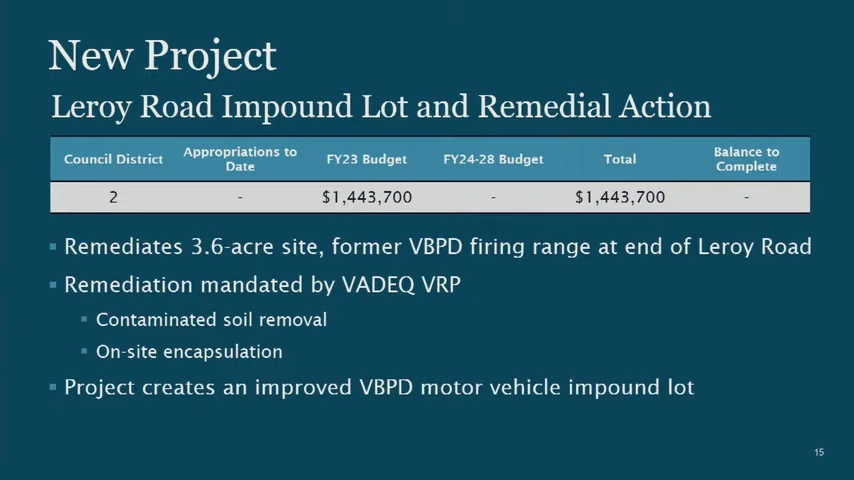 New Project
Leroy Road Impound Lot and Remedial Action
Council District Appropriations to Date FY23 Budget FY24-28 Budget Total Balance to Complete
2 - $1,443,700 - $1,443,700 -
Remediates 3.6-acre site, former VBPD firing range at end of Leroy Road
Remediation mandated by VADEQ VRP
Contaminated soil removal
On-site encapsulation
Project creates an improved VBPD motor vehicle impound lot
15